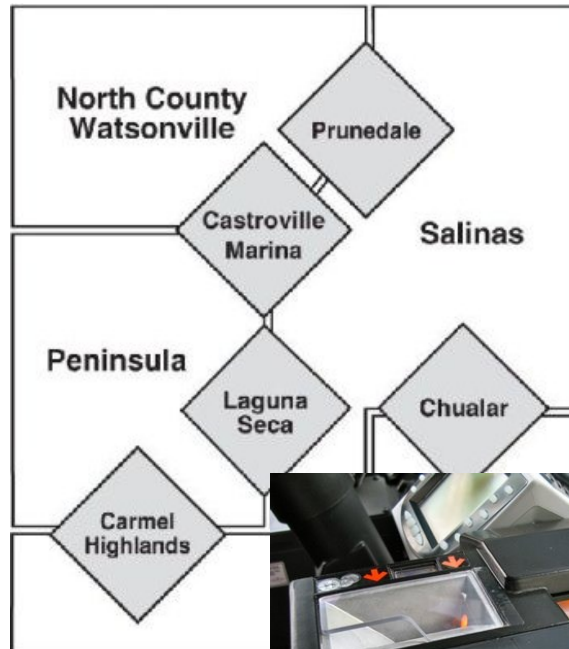 North County
Watsonville
Prunedale
Castroville
Marina
Salinas
Peninsula
Laguna
Seca
Chualar
Carmel
Highlands